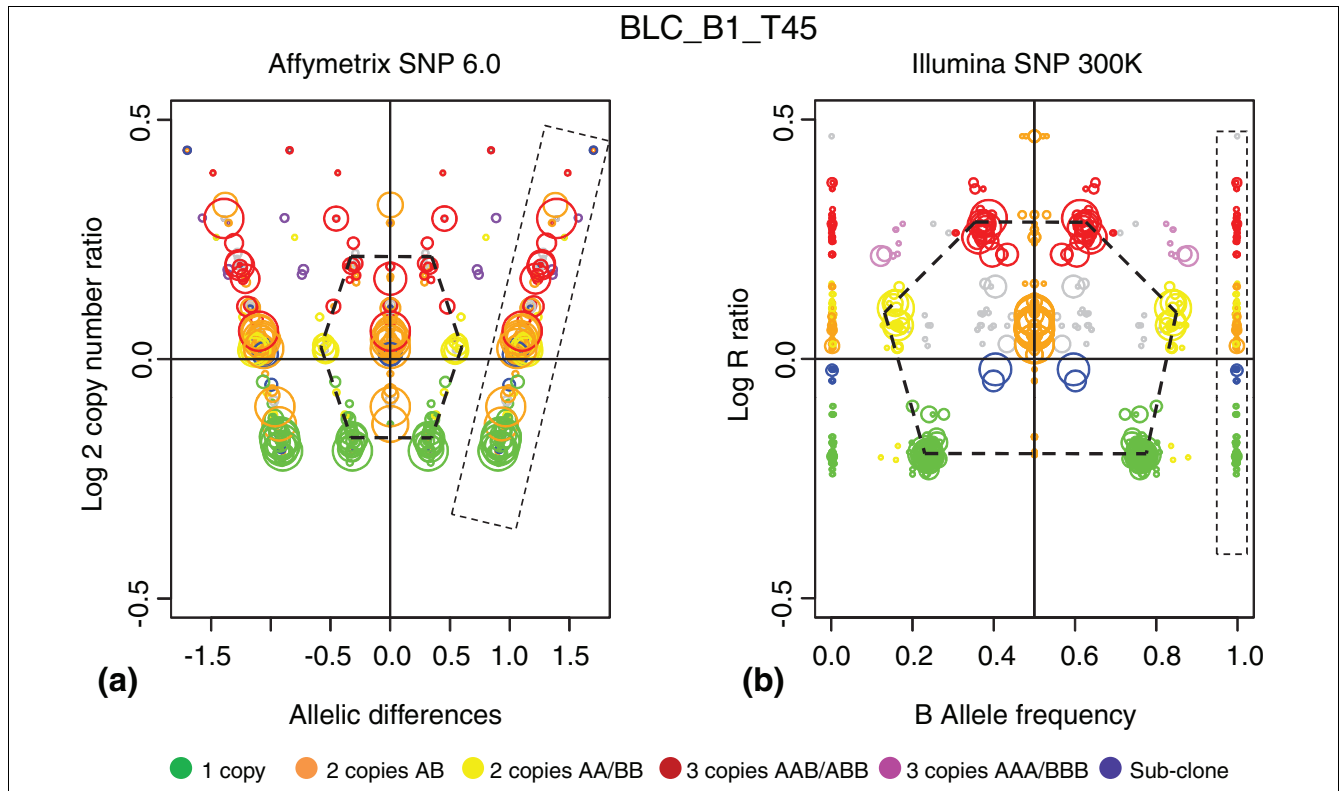 BLC_B1_T45
Affymetrix SNP 6.0
Illumina SNP 300K
Log 2 copy number ratio
0.5
0.0
-0.5
-1.5
-0.5
0.0
0.5
1.0
1.5
(a)
Allelic differences
Log R ratio
0.5
0.0
-0.5
0.0
0.2
0.4
0.6
0.8
1.0
(b)
B Allele frequency
1 copy
2 copies AB
2 copies AA/BB
3 copies AAB/ABB
3 copies AAA/BBB
Sub-clone